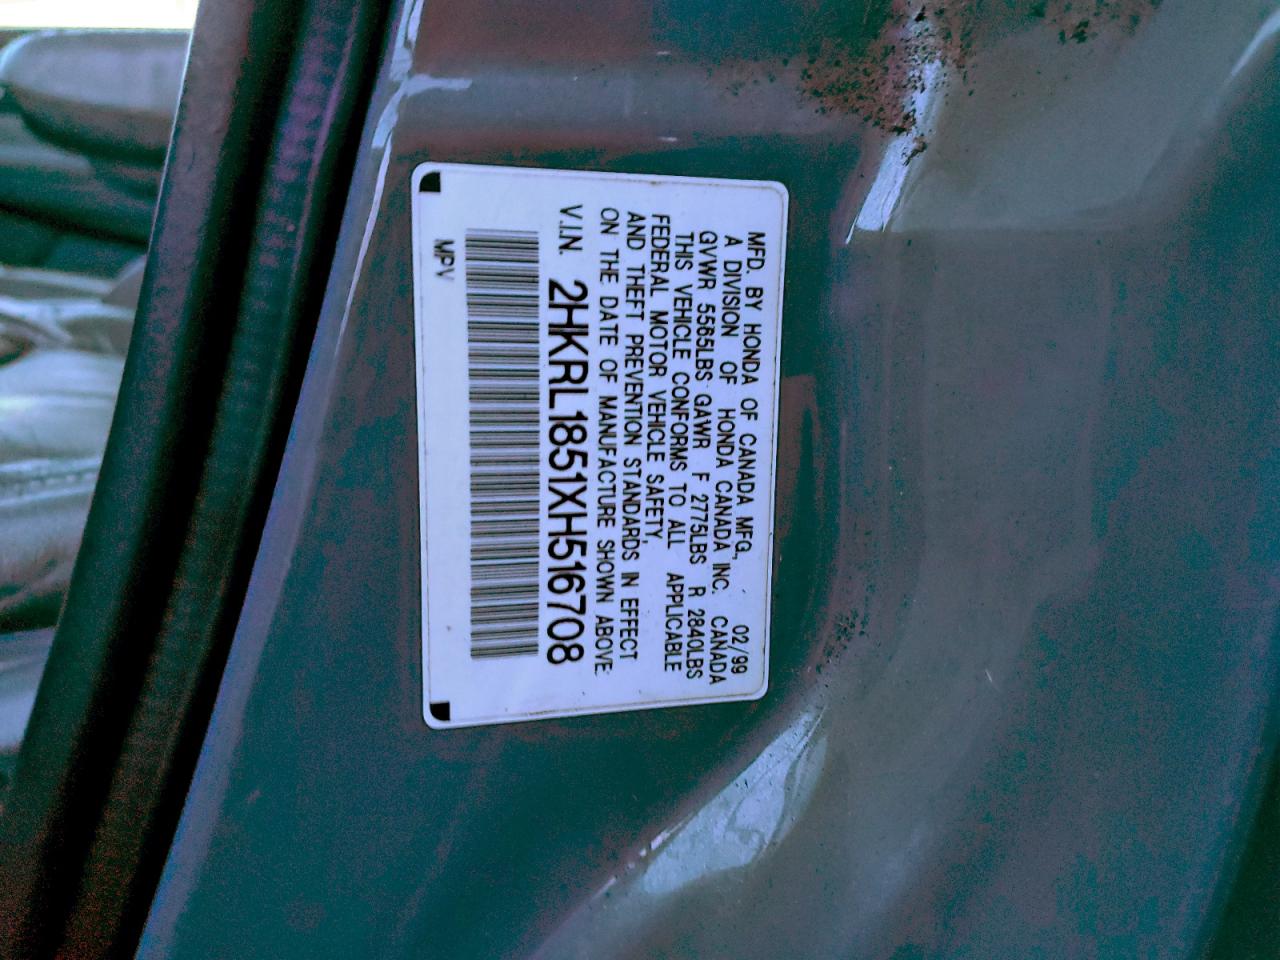 MFD. BY HONDA OF CANADA MFG., 02/99
A DIVISION OF HONDA CANADA INC. CANADA
GVWR 5565LBS GAWR F 2775LBS R 2840LBS
THIS VEHICLE CONFORMS TO ALL APPLICABLE
FEDERAL MOTOR VEHICLE SAFETY,
AND THEFT PREVENTION STANDARDS IN EFFECT
ON THE DATE OF MANUFACTURE SHOWN ABOVE.
V.I.N. 2HKRL1851XH516708
MPV